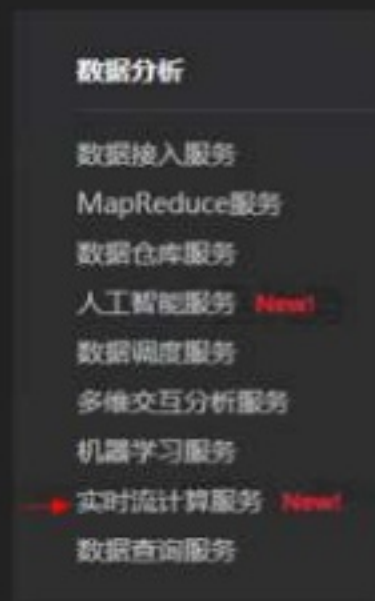 数据分析
数据接入服务
MapReduce服务
数据仓库服务
人工智能服务 New!
数据调度服务
多维交互分析服务
机器学习服务
实时流计算服务 New!
数据查询服务